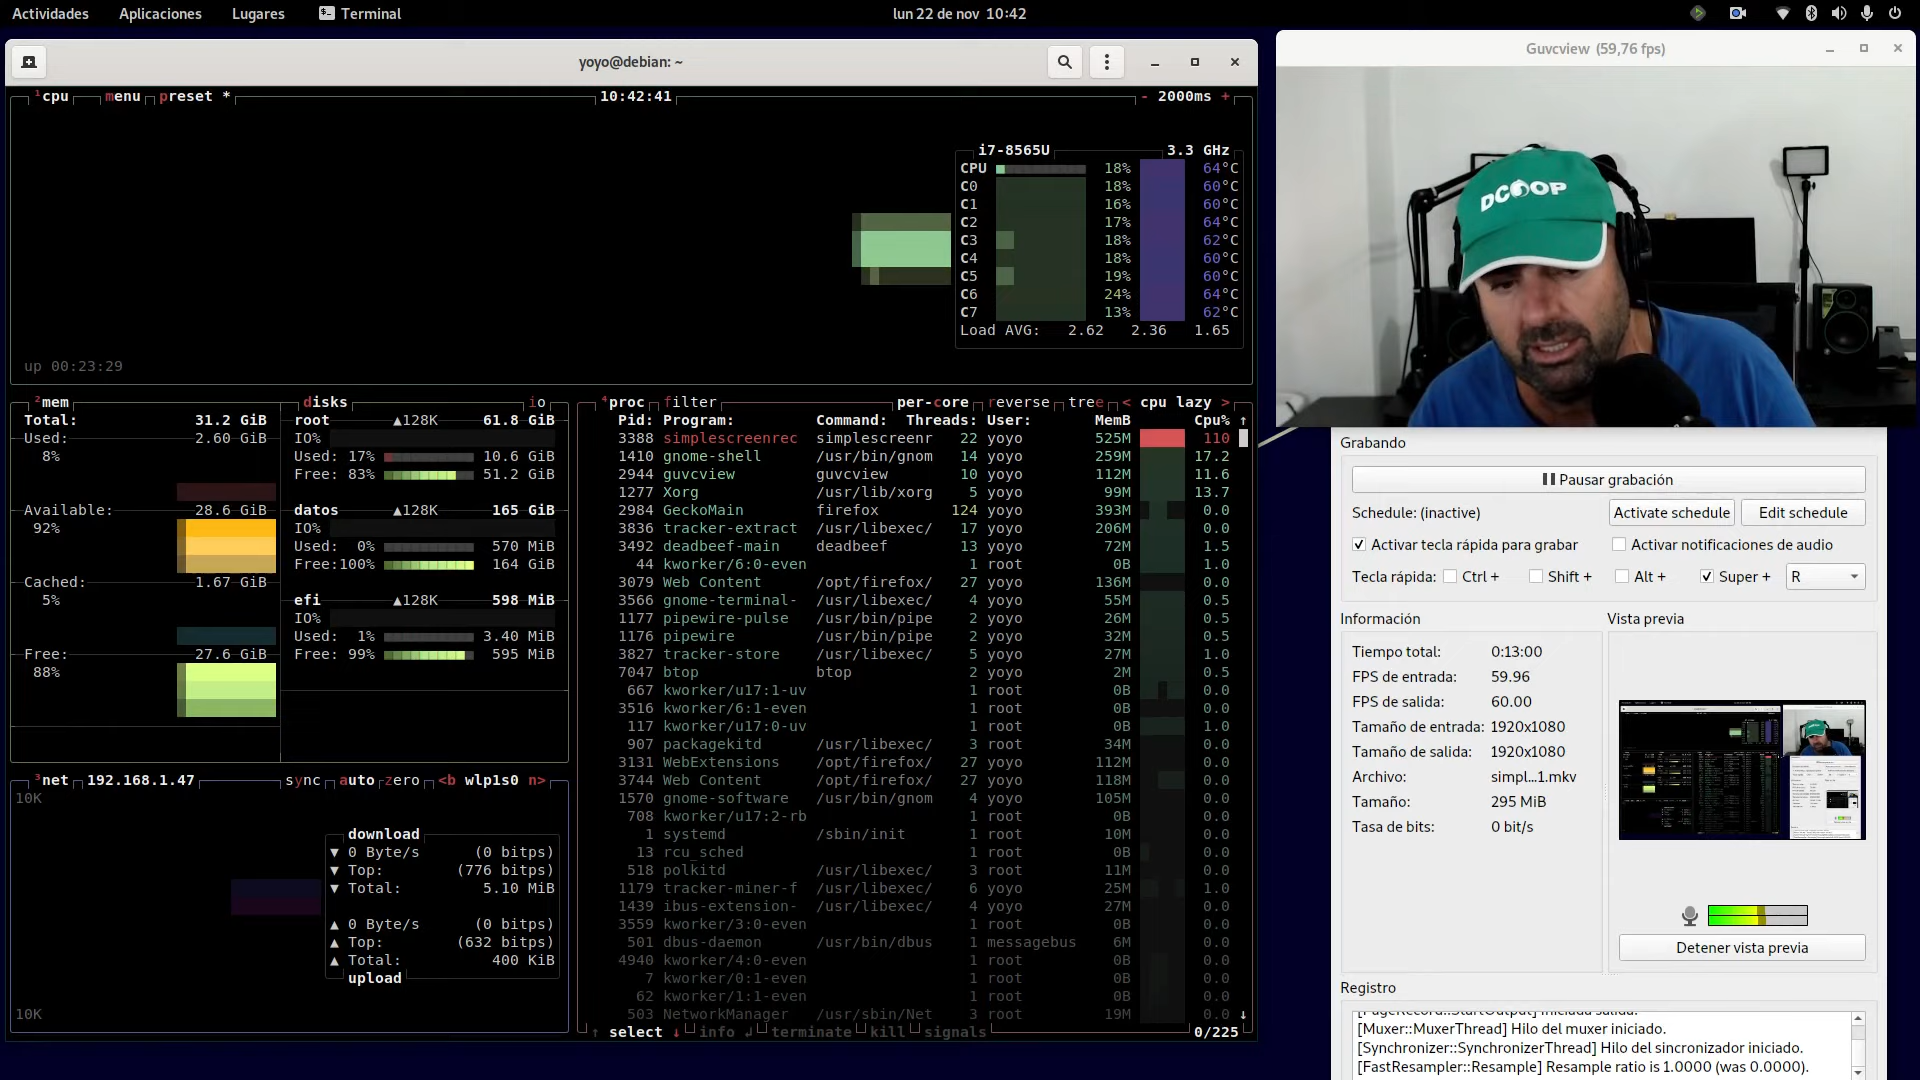 Actividades Aplicaciones Lugares Terminal lun 22 de nov 10:42
yoyo@debian: ~
Guvcview (59,76 fps)
¹cpu menu preset * 10:42:41 - 2000ms +
i7-8565U 3.3 GHz
CPU 18% 64°C
C0 18% 60°C
C1 16% 60°C
C2 17% 64°C
C3 18% 62°C
C4 18% 60°C
C5 19% 60°C
C6 24% 64°C
C7 13% 62°C
Load AVG: 2.62 2.36 1.65
up 00:23:29
DCOOP
²mem
Total: 31.2 GiB
Used: 2.60 GiB
8%
Available: 28.6 GiB
92%
Cached: 1.67 GiB
5%
Free: 27.6 GiB
88%
disks io
root ▲128K 61.8 GiB
IO%
Used: 17% 10.6 GiB
Free: 83% 51.2 GiB
datos ▲128K 165 GiB
IO%
Used: 0% 570 MiB
Free:100% 164 GiB
efi ▲128K 598 MiB
IO%
Used: 1% 3.40 MiB
Free: 99% 595 MiB
³net 192.168.1.47 sync auto zero <b wlp1s0 n>
10K
download
▼ 0 Byte/s (0 bitps)
▼ Top: (776 bitps)
▼ Total: 5.10 MiB
▲ 0 Byte/s (0 bitps)
▲ Top: (632 bitps)
▲ Total: 400 KiB
upload
10K
⁴proc filter per-core reverse tree < cpu lazy >
Pid: Program: Command: Threads: User: MemB Cpu% ↑
3388 simplescreenrec simplescreenr 22 yoyo 525M 110
1410 gnome-shell /usr/bin/gnom 14 yoyo 259M 17.2
2944 guvcview guvcview 10 yoyo 112M 11.6
1277 Xorg /usr/lib/xorg 5 yoyo 99M 13.7
2984 GeckoMain firefox 124 yoyo 393M 0.0
3836 tracker-extract /usr/libexec/ 17 yoyo 206M 0.0
3492 deadbeef-main deadbeef 13 yoyo 72M 1.5
44 kworker/6:0-even 1 root 0B 1.0
3079 Web Content /opt/firefox/ 27 yoyo 136M 0.0
3566 gnome-terminal- /usr/libexec/ 4 yoyo 55M 0.5
1177 pipewire-pulse /usr/bin/pipe 2 yoyo 26M 0.5
1176 pipewire /usr/bin/pipe 2 yoyo 32M 0.5
3827 tracker-store /usr/libexec/ 5 yoyo 27M 1.0
7047 btop btop 2 yoyo 2M 0.5
667 kworker/u17:1-uv 1 root 0B 0.0
3516 kworker/6:1-even 1 root 0B 0.0
117 kworker/u17:0-uv 1 root 0B 1.0
907 packagekitd /usr/libexec/ 3 root 34M 0.0
3131 WebExtensions /opt/firefox/ 27 yoyo 112M 0.0
3744 Web Content /opt/firefox/ 27 yoyo 118M 0.0
1570 gnome-software /usr/bin/gnom 4 yoyo 105M 0.0
708 kworker/u17:2-rb 1 root 0B 0.0
1 systemd /sbin/init 1 root 10M 0.0
13 rcu_sched 1 root 0B 0.0
518 polkitd /usr/libexec/ 3 root 11M 0.0
1179 tracker-miner-f /usr/libexec/ 6 yoyo 25M 1.0
1439 ibus-extension- /usr/libexec/ 4 yoyo 27M 0.0
3559 kworker/3:0-even 1 root 0B 0.0
501 dbus-daemon /usr/bin/dbus 1 messagebus 6M 0.0
4940 kworker/4:0-even 1 root 0B 0.0
7 kworker/0:1-even 1 root 0B 0.0
62 kworker/1:1-even 1 root 0B 0.0
503 NetworkManager /usr/sbin/Net 3 root 19M 0.0 ↓
↑ select ↓ info ↲ terminate kill signals 0/225
Grabando
Pausar grabación
Schedule: (inactive) Activate schedule Edit schedule
Activar tecla rápida para grabar Activar notificaciones de audio
Tecla rápida: Ctrl + Shift + Alt + Super + R
Información
Tiempo total: 0:13:00
FPS de entrada: 59.96
FPS de salida: 60.00
Tamaño de entrada: 1920x1080
Tamaño de salida: 1920x1080
Archivo: simpl...1.mkv
Tamaño: 295 MiB
Tasa de bits: 0 bit/s
Vista previa
Detener vista previa
Registro
[PageRecord::StartOutput] Iniciada salida.
[Muxer::MuxerThread] Hilo del muxer iniciado.
[Synchronizer::SynchronizerThread] Hilo del sincronizador iniciado.
[FastResampler::Resample] Resample ratio is 1.0000 (was 0.0000).